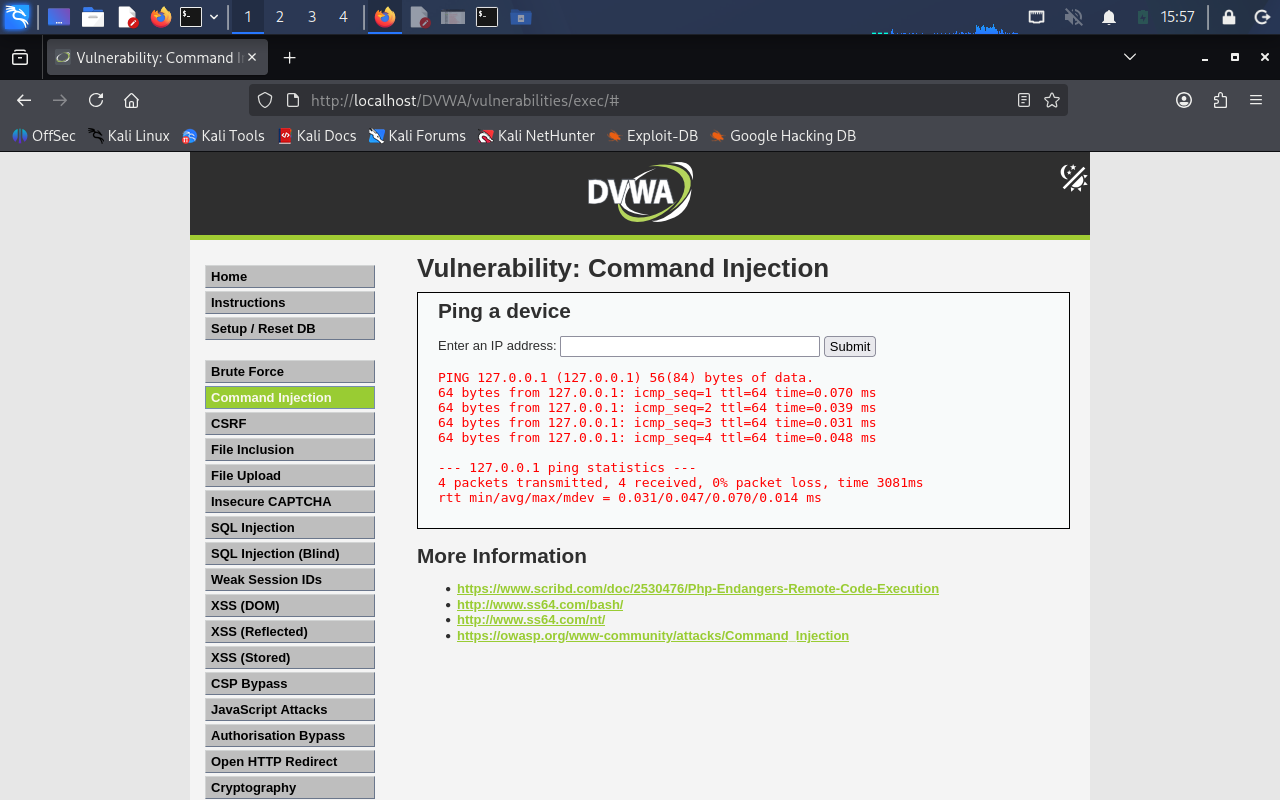 1 2 3 4 15:57
Vulnerability: Command I
http://localhost/DVWA/vulnerabilities/exec/#
OffSec Kali Linux Kali Tools Kali Docs Kali Forums Kali NetHunter Exploit-DB Google Hacking DB
DVWA
Home
Instructions
Setup / Reset DB
Brute Force
Command Injection
CSRF
File Inclusion
File Upload
Insecure CAPTCHA
SQL Injection
SQL Injection (Blind)
Weak Session IDs
XSS (DOM)
XSS (Reflected)
XSS (Stored)
CSP Bypass
JavaScript Attacks
Authorisation Bypass
Open HTTP Redirect
Cryptography
Vulnerability: Command Injection
Ping a device
Enter an IP address: Submit
PING 127.0.0.1 (127.0.0.1) 56(84) bytes of data.
64 bytes from 127.0.0.1: icmp_seq=1 ttl=64 time=0.070 ms
64 bytes from 127.0.0.1: icmp_seq=2 ttl=64 time=0.039 ms
64 bytes from 127.0.0.1: icmp_seq=3 ttl=64 time=0.031 ms
64 bytes from 127.0.0.1: icmp_seq=4 ttl=64 time=0.048 ms
--- 127.0.0.1 ping statistics ---
4 packets transmitted, 4 received, 0% packet loss, time 3081ms
rtt min/avg/max/mdev = 0.031/0.047/0.070/0.014 ms
More Information
https://www.scribd.com/doc/2530476/Php-Endangers-Remote-Code-Execution
http://www.ss64.com/bash/
http://www.ss64.com/nt/
https://owasp.org/www-community/attacks/Command_Injection